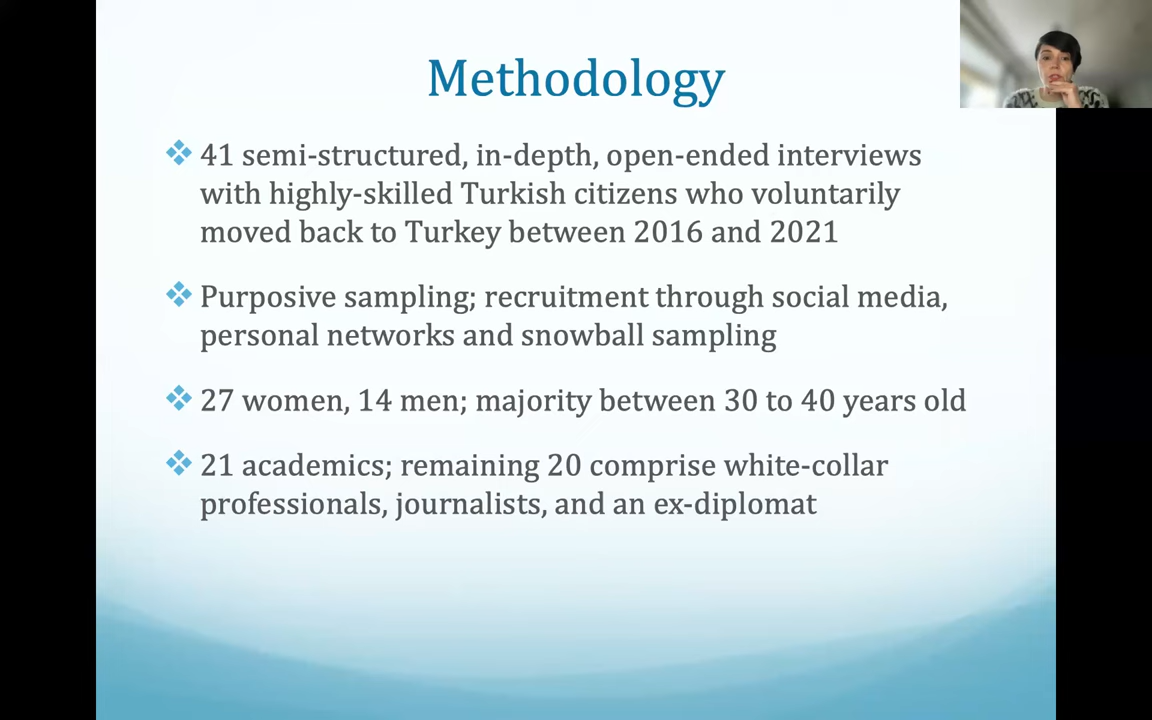 Methodology
41 semi-structured, in-depth, open-ended interviews
with highly-skilled Turkish citizens who voluntarily
moved back to Turkey between 2016 and 2021
Purposive sampling; recruitment through social media,
personal networks and snowball sampling
27 women, 14 men; majority between 30 to 40 years old
21 academics; remaining 20 comprise white-collar
professionals, journalists, and an ex-diplomat